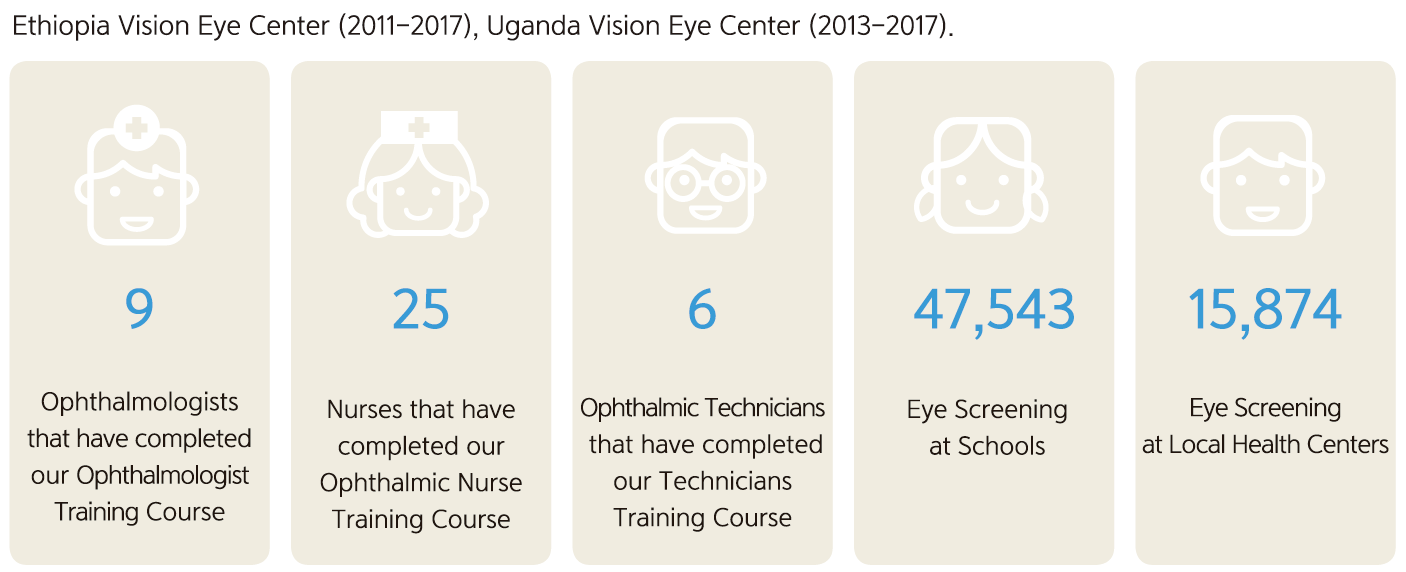 Ethiopia Vision Eye Center (2011–2017), Uganda Vision Eye Center (2013–2017).
9
Ophthalmologists
that have completed
our Ophthalmologist
Training Course
25
Nurses that have
completed our
Ophthalmic Nurse
Training Course
6
Ophthalmic Technicians
that have completed
our Technicians
Training Course
47,543
Eye Screening
at Schools
15,874
Eye Screening
at Local Health Centers